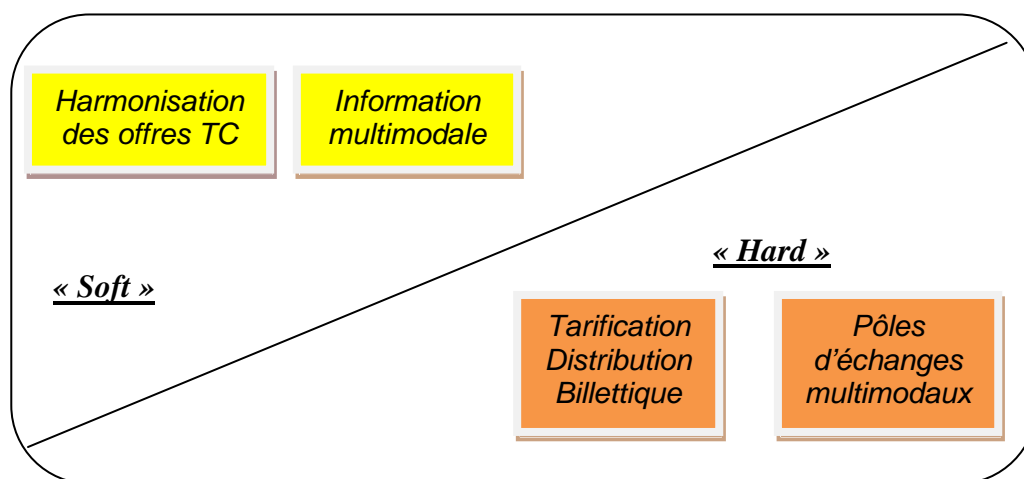 Harmonisation
des offres TC
Information
multimodale
« Soft »
« Hard »
Tarification
Distribution
Billettique
Pôles
d’échanges
multimodaux